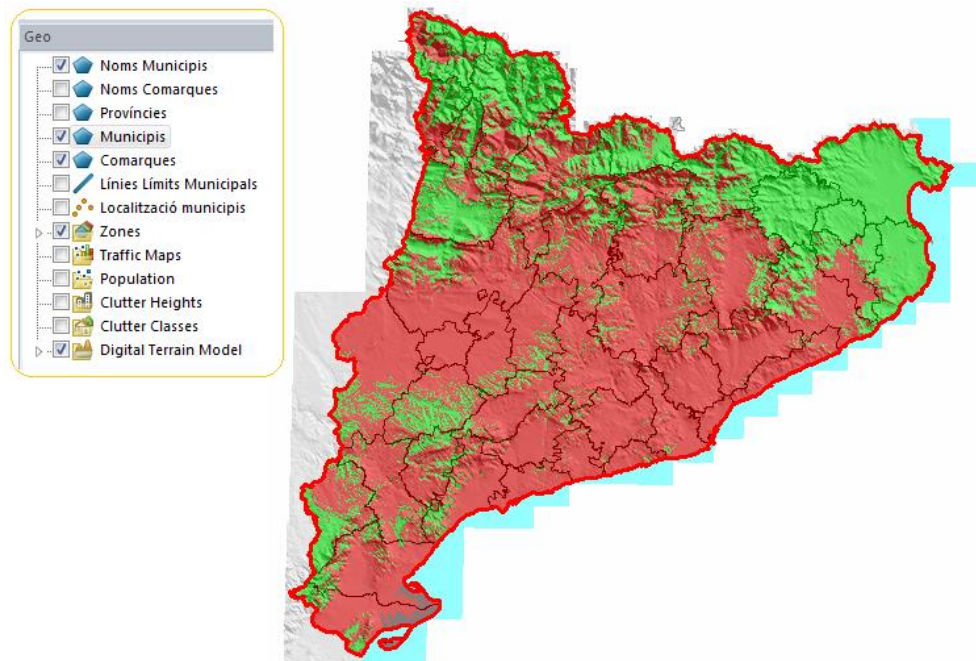 Geo
Noms Municipis
Noms Comarques
Províncies
Municipis
Comarques
Línies Límits Municipals
Localització municipis
Zones
Traffic Maps
Population
Clutter Heights
Clutter Classes
Digital Terrain Model